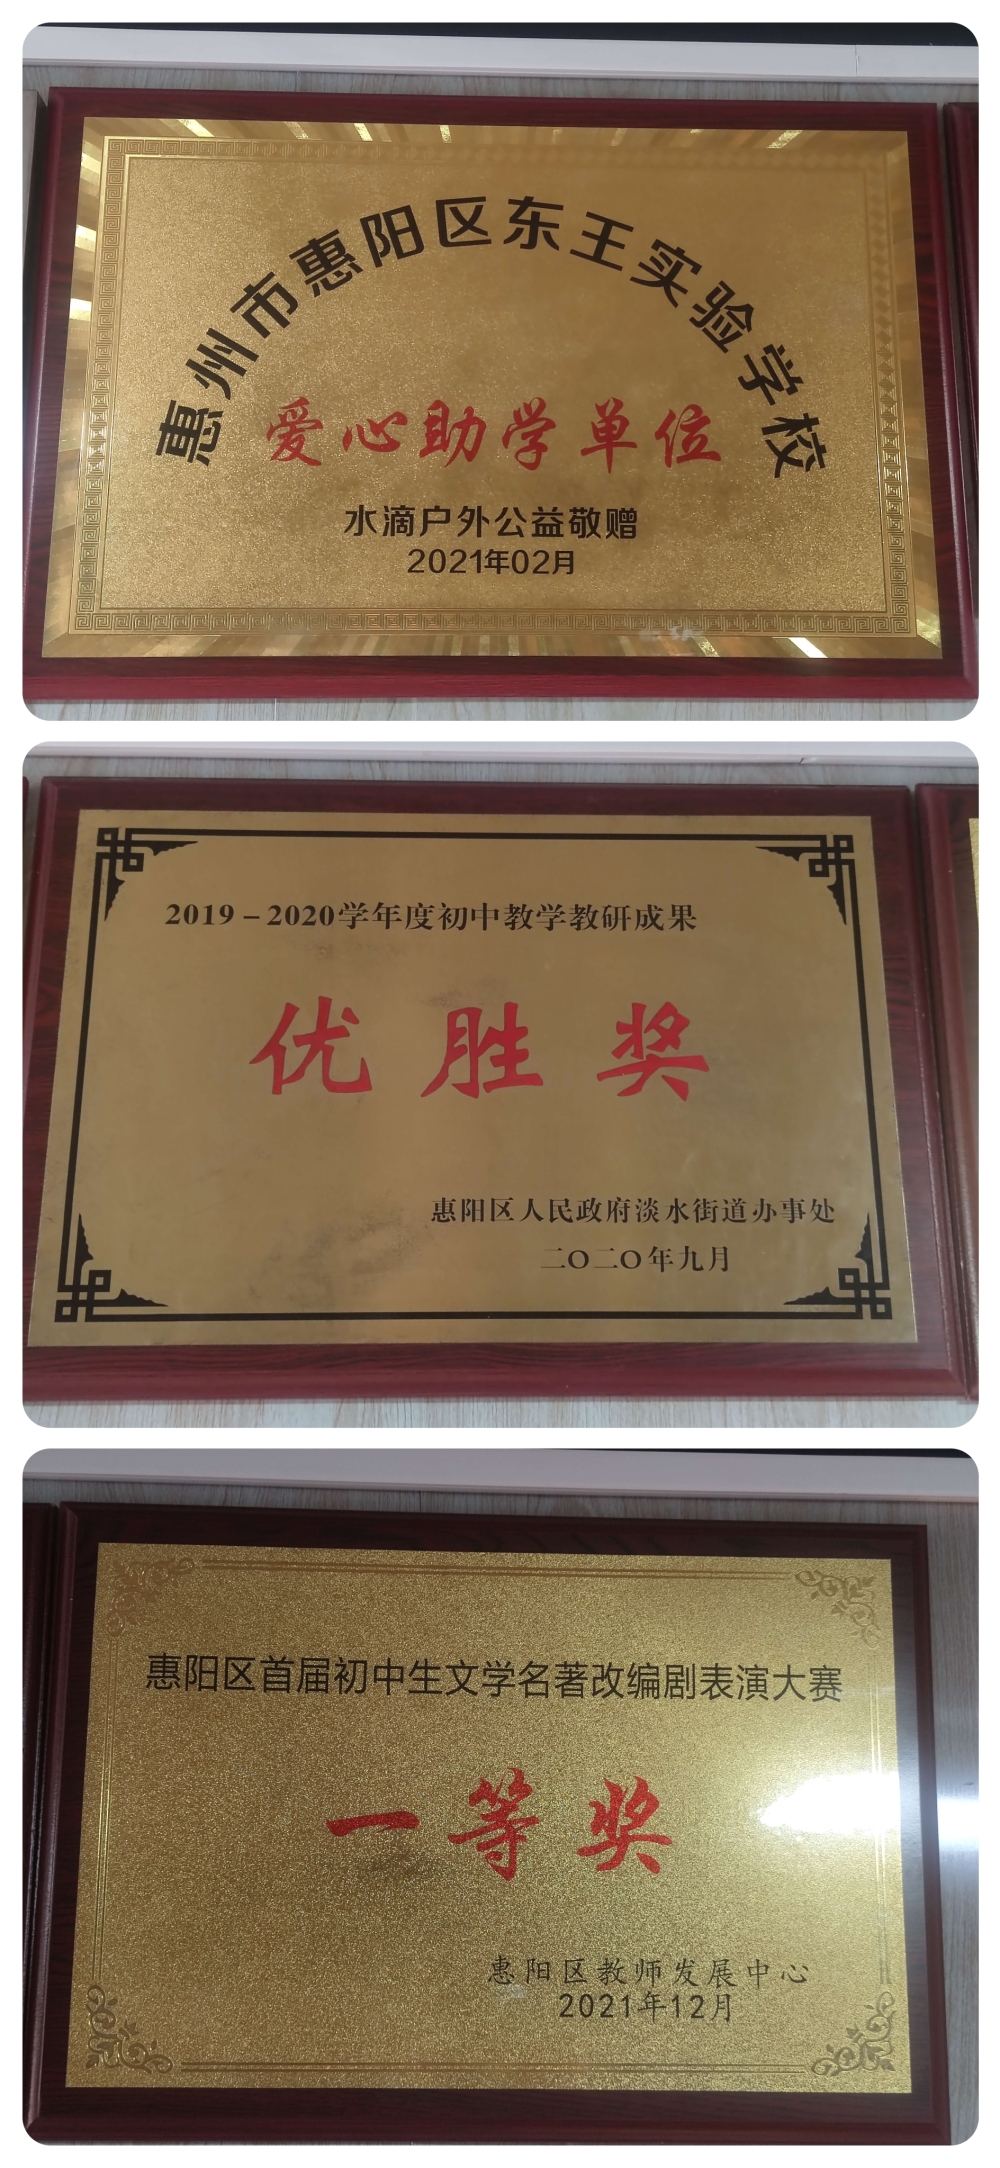 惠州市惠阳区东王实验学校
爱心助学单位
水滴户外公益敬赠
2021年02月
2019－2020学年度初中教学教研成果
优胜奖
惠阳区人民政府淡水街道办事处
二〇二〇年九月
惠阳区首届初中生文学名著改编剧表演大赛
一等奖
惠阳区教师发展中心
2021年12月